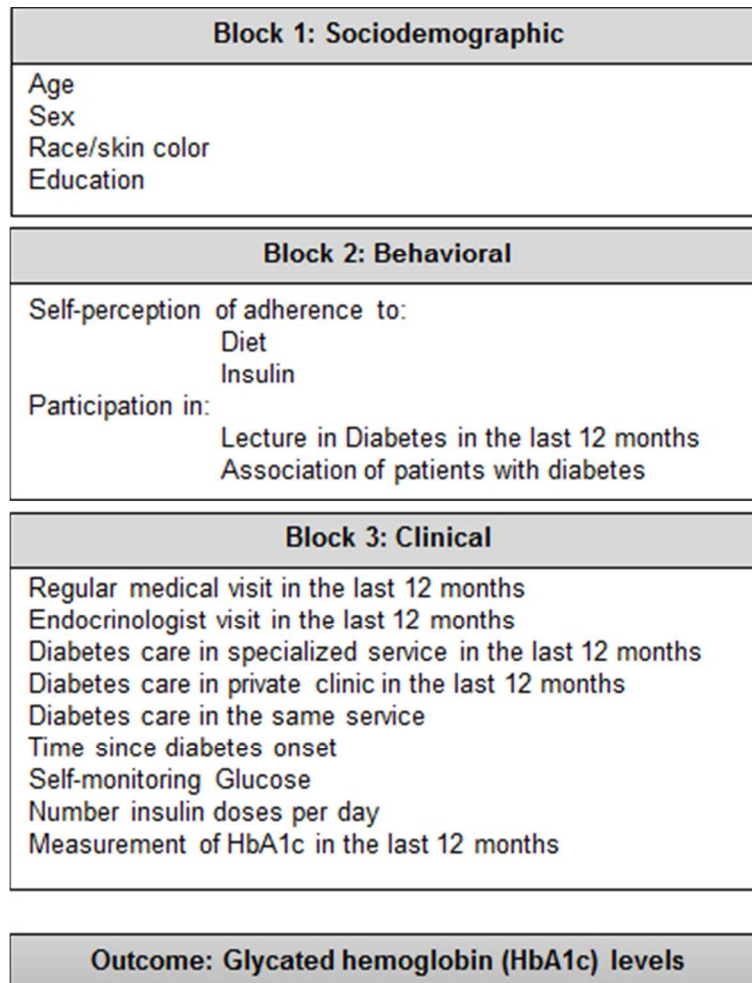 Block 1: Sociodemographic
Age
Sex
Race/skin color
Education
Block 2: Behavioral
Self-perception of adherence to:
Diet
Insulin
Participation in:
Lecture in Diabetes in the last 12 months
Association of patients with diabetes
Block 3: Clinical
Regular medical visit in the last 12 months
Endocrinologist visit in the last 12 months
Diabetes care in specialized service in the last 12 months
Diabetes care in private clinic in the last 12 months
Diabetes care in the same service
Time since diabetes onset
Self-monitoring Glucose
Number insulin doses per day
Measurement of HbA1c in the last 12 months
Outcome: Glycated hemoglobin (HbA1c) levels